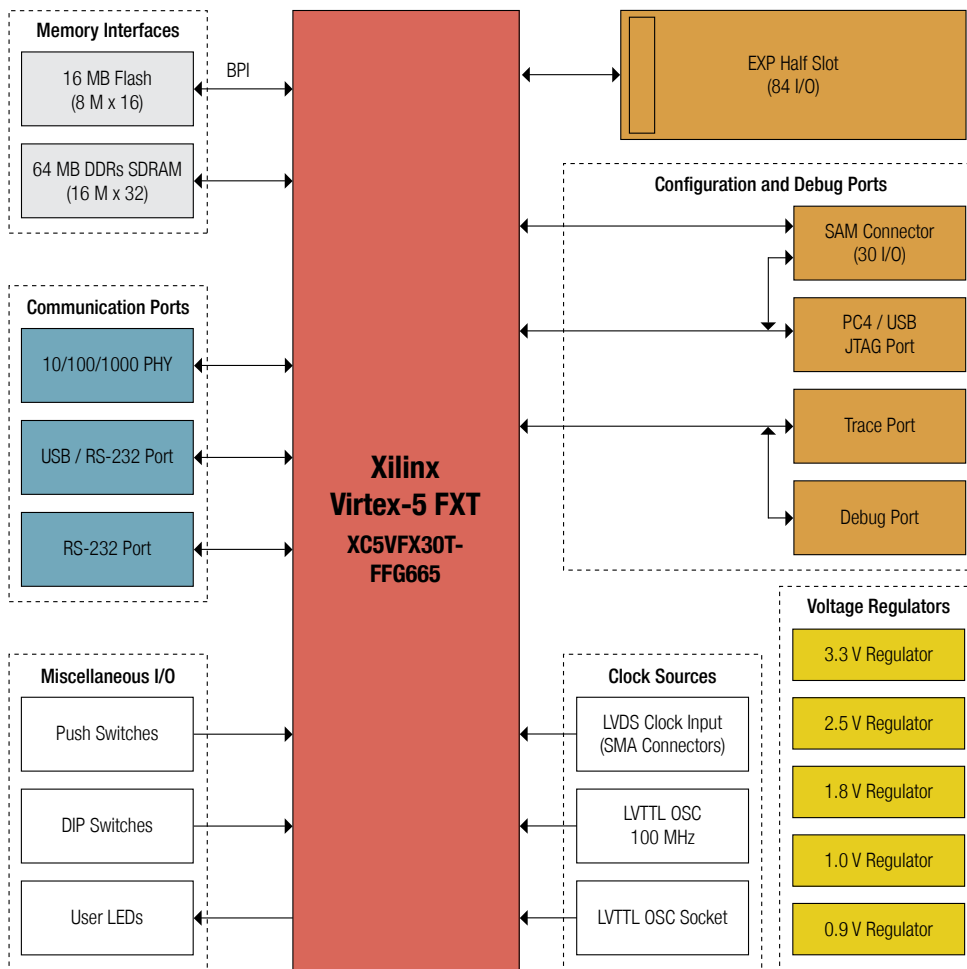 Memory Interfaces
16 MB Flash
(8 M x 16)
BPI
64 MB DDRs SDRAM
(16 M x 32)
Communication Ports
10/100/1000 PHY
USB / RS-232 Port
RS-232 Port
Miscellaneous I/O
Push Switches
DIP Switches
User LEDs
Xilinx
Virtex-5 FXT
XC5VFX30T-
FFG665
EXP Half Slot
(84 I/O)
Configuration and Debug Ports
SAM Connector
(30 I/O)
PC4 / USB
JTAG Port
Trace Port
Debug Port
Clock Sources
LVDS Clock Input
(SMA Connectors)
LVTTL OSC
100 MHz
LVTTL OSC Socket
Voltage Regulators
3.3 V Regulator
2.5 V Regulator
1.8 V Regulator
1.0 V Regulator
0.9 V Regulator